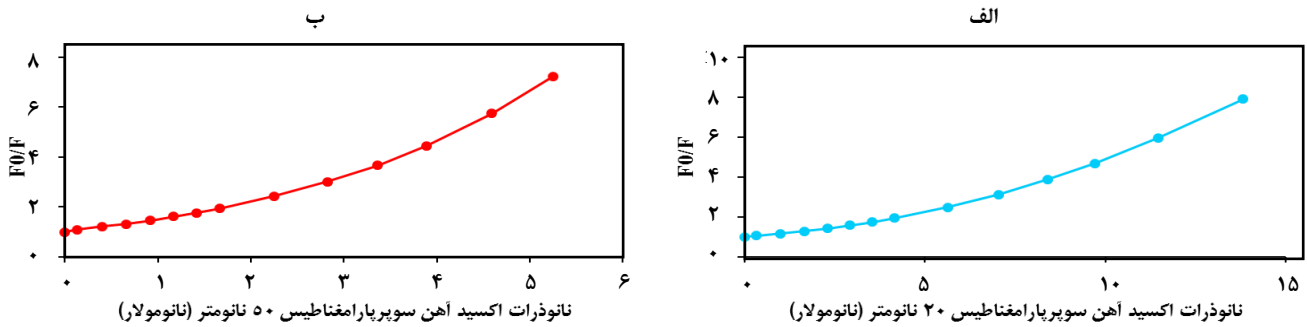 الف
۱۰
۸
۶
۴
۲
۰
F0/F
۰ ۵ ۱۰ ۱۵
نانوذرات اکسید آهن سوپرپارامغناطیس ۲۰ نانومتر (نانومولار)
ب
۸
۶
۴
۲
۰
F0/F
۰ ۱ ۲ ۳ ۴ ۵ ۶
نانوذرات اکسید آهن سوپرپارامغناطیس ۵۰ نانومتر (نانومولار)